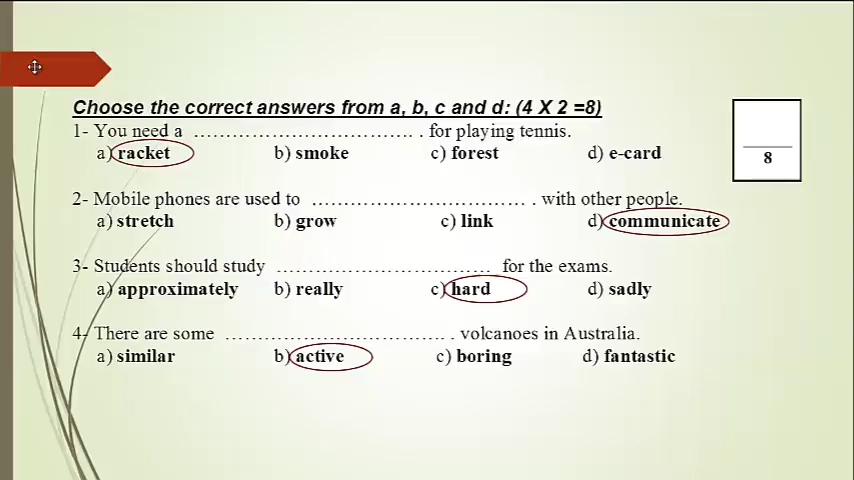 Choose the correct answers from a, b, c and d: (4 X 2 =8)
1- You need a ……………………………… . for playing tennis.
a) racket b) smoke c) forest d) e-card
8
2- Mobile phones are used to …………………………… . with other people.
a) stretch b) grow c) link d) communicate
3- Students should study …………………………… for the exams.
a) approximately b) really c) hard d) sadly
4- There are some …………………………… . volcanoes in Australia.
a) similar b) active c) boring d) fantastic